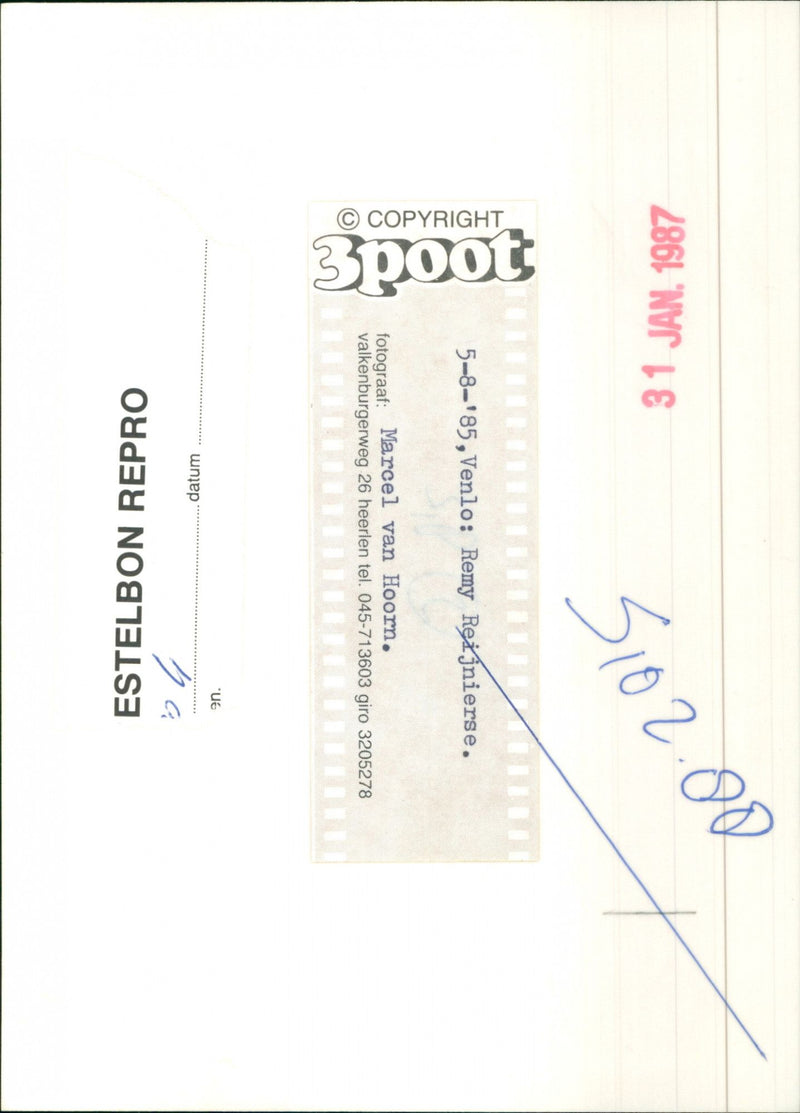 © COPYRIGHT
3poot
5-8-'85, Venlo: Remy Reijnierse.
fotograaf: Marcel van Hoorn.
valkenburgerweg 26 heerlen tel. 045-713603 giro 3205278
31 JAN. 1987
5102.00
ESTELBON REPRO
datum